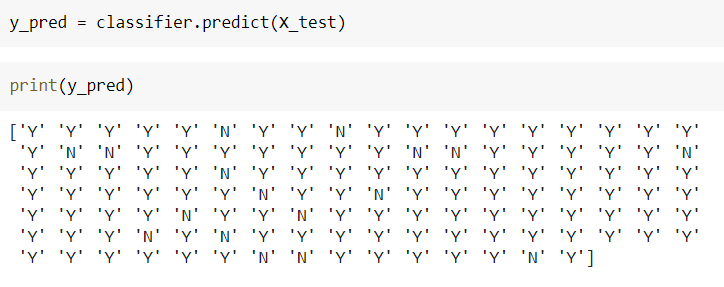 y_pred = classifier.predict(X_test)
print(y_pred)
['Y' 'Y' 'Y' 'Y' 'Y' 'N' 'Y' 'Y' 'N' 'Y' 'Y' 'Y' 'Y' 'Y' 'Y' 'Y' 'Y' 'Y'
'Y' 'N' 'N' 'Y' 'Y' 'Y' 'Y' 'Y' 'Y' 'Y' 'N' 'N' 'Y' 'Y' 'Y' 'Y' 'Y' 'N'
'Y' 'Y' 'Y' 'Y' 'Y' 'N' 'Y' 'Y' 'Y' 'Y' 'Y' 'Y' 'Y' 'Y' 'Y' 'Y' 'Y' 'Y'
'Y' 'Y' 'Y' 'Y' 'Y' 'Y' 'N' 'Y' 'Y' 'N' 'Y' 'Y' 'Y' 'Y' 'Y' 'Y' 'Y' 'Y'
'Y' 'Y' 'Y' 'Y' 'N' 'Y' 'Y' 'N' 'Y' 'Y' 'Y' 'Y' 'Y' 'Y' 'Y' 'Y' 'Y' 'Y'
'Y' 'Y' 'Y' 'N' 'Y' 'N' 'Y' 'Y' 'Y' 'Y' 'Y' 'Y' 'Y' 'Y' 'Y' 'Y' 'Y' 'Y'
'Y' 'Y' 'Y' 'Y' 'Y' 'Y' 'N' 'N' 'Y' 'Y' 'Y' 'Y' 'Y' 'N' 'Y']